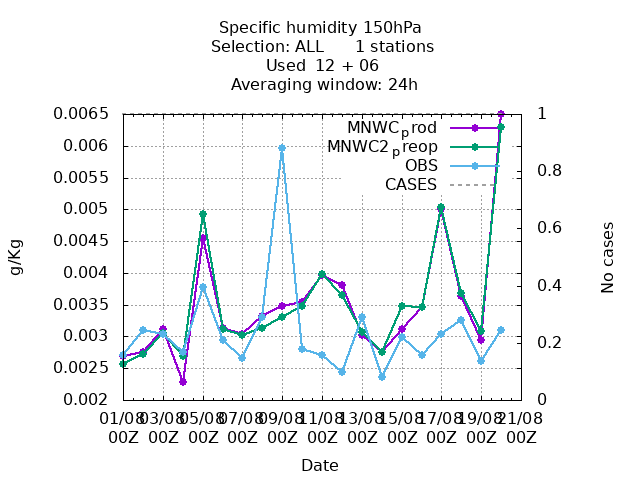 Specific humidity 150hPa
Selection: ALL 1 stations
Used 12 + 06
Averaging window: 24h
0.0065
0.006
0.0055
0.005
0.0045
0.004
0.0035
0.003
0.0025
0.002
g/Kg
MNWC_prod
MNWC2_preop
OBS
CASES
1
0.8
0.6
0.4
0.2
0
No cases
01/08 03/08 05/08 07/08 09/08 11/08 13/08 15/08 17/08 19/08 21/08
00Z 00Z 00Z 00Z 00Z 00Z 00Z 00Z 00Z 00Z 00Z
Date